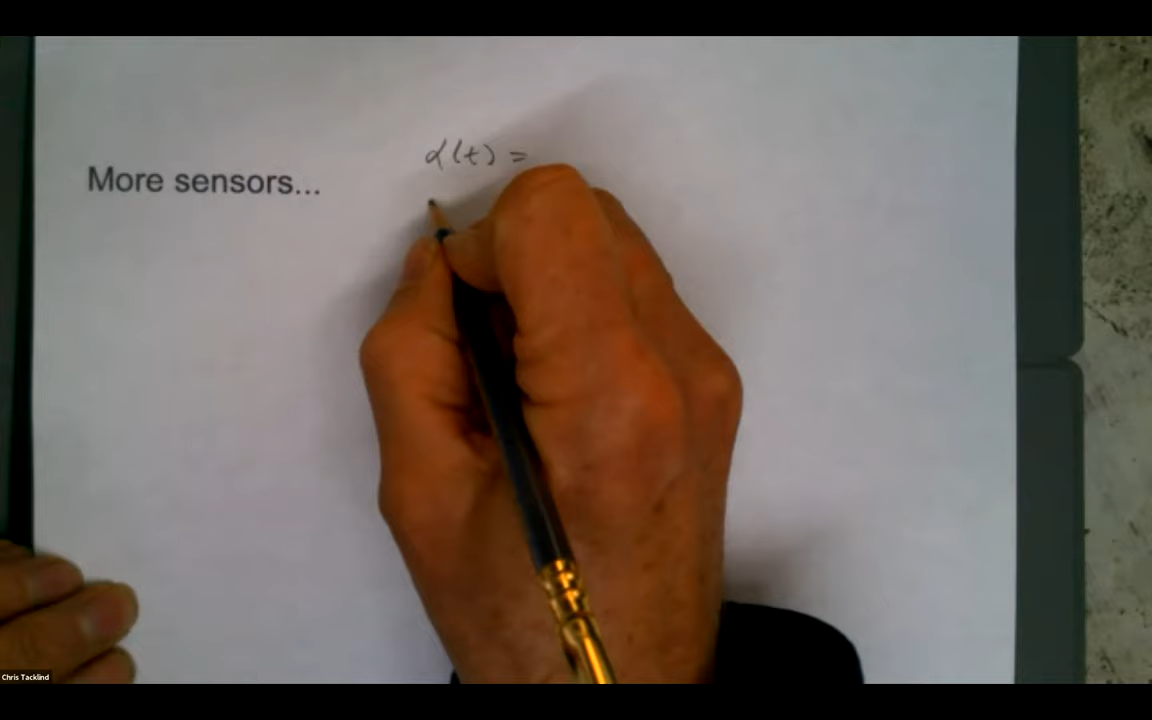 α(t) =
More sensors...
Chris Tacklind